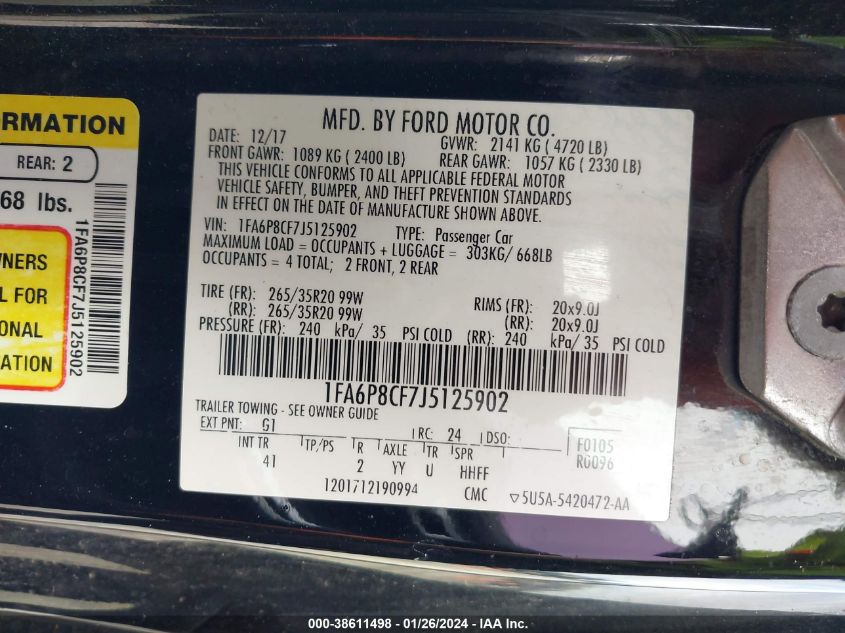 RMATION
REAR: 2
68 lbs.
WNERS
L FOR
ONAL
ATION
1FA6P8CF7J5125902
MFD. BY FORD MOTOR CO.
DATE: 12/17 GVWR: 2141 KG ( 4720 LB)
FRONT GAWR: 1089 KG ( 2400 LB) REAR GAWR: 1057 KG ( 2330 LB)
THIS VEHICLE CONFORMS TO ALL APPLICABLE FEDERAL MOTOR
VEHICLE SAFETY, BUMPER, AND THEFT PREVENTION STANDARDS
IN EFFECT ON THE DATE OF MANUFACTURE SHOWN ABOVE.
VIN: 1FA6P8CF7J5125902 TYPE: Passenger Car
MAXIMUM LOAD = OCCUPANTS + LUGGAGE = 303KG/ 668LB
OCCUPANTS = 4 TOTAL; 2 FRONT, 2 REAR
TIRE (FR): 265/35R20 99W RIMS (FR): 20x9.0J
(RR): 265/35R20 99W (RR): 20x9.0J
PRESSURE (FR): 240 kPa/ 35 PSI COLD (RR): 240 kPa/ 35 PSI COLD
1FA6P8CF7J5125902
TRAILER TOWING - SEE OWNER GUIDE
EXT PNT: G1 RC: 24 DSO: F0105
INT TR TP/PS R AXLE TR SPR R0096
41 2 YY U HHFF
1201712190994 CMC ▽5U5A-5420472-AA
000-38611498 - 01/26/2024 - IAA Inc.